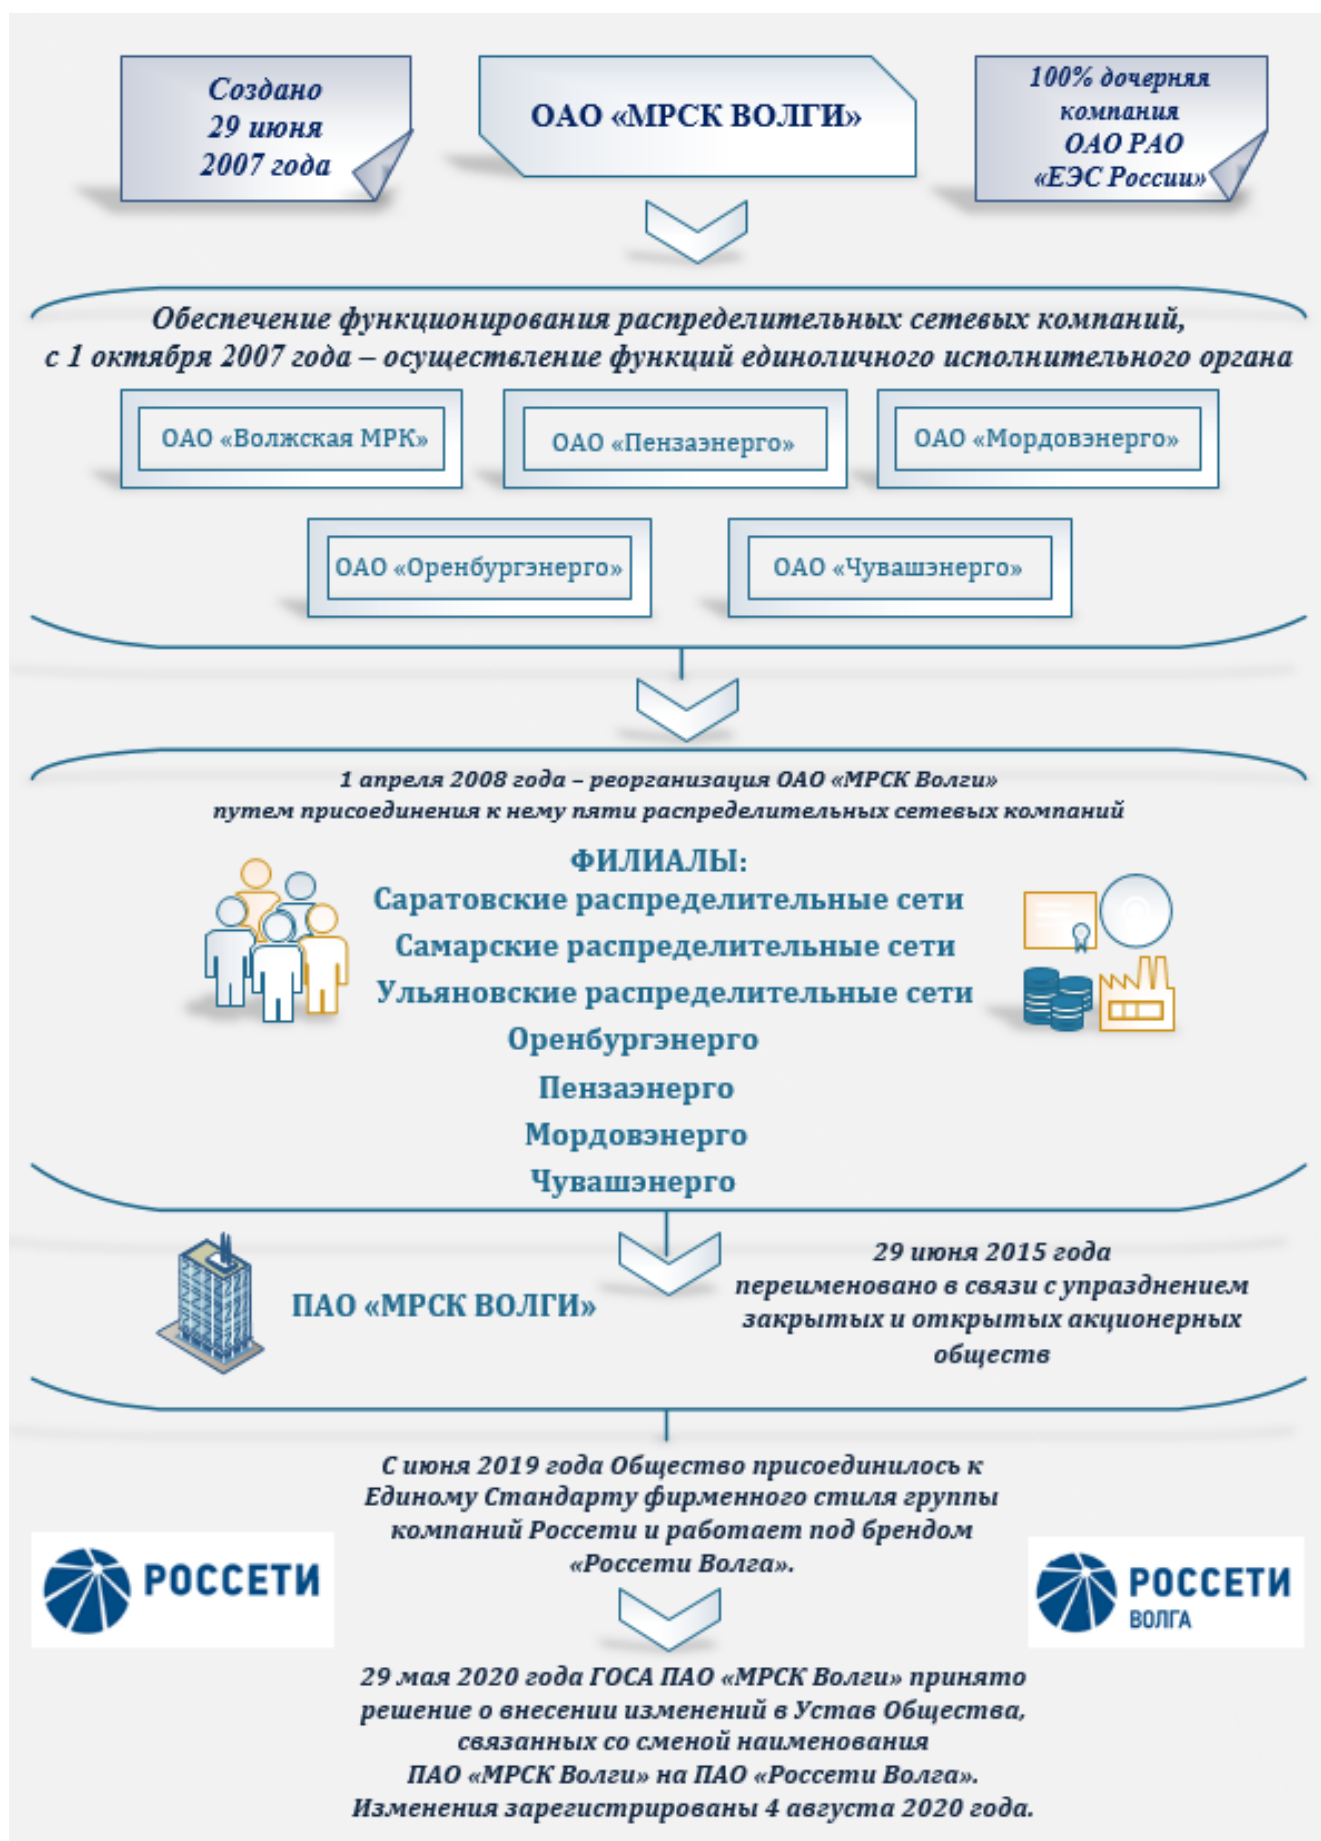 Создано
29 июня
2007 года
ОАО «МРСК ВОЛГИ»
100% дочерняя
компания
ОАО РАО
«ЕЭС России»
Обеспечение функционирования распределительных сетевых компаний,
с 1 октября 2007 года – осуществление функций единоличного исполнительного органа
ОАО «Волжская МРК»
ОАО «Пензаэнерго»
ОАО «Мордовэнерго»
ОАО «Оренбургэнерго»
ОАО «Чувашэнерго»
1 апреля 2008 года – реорганизация ОАО «МРСК Волги»
путем присоединения к нему пяти распределительных сетевых компаний
ФИЛИАЛЫ:
Саратовские распределительные сети
Самарские распределительные сети
Ульяновские распределительные сети
Оренбургэнерго
Пензаэнерго
Мордовэнерго
Чувашэнерго
ПАО «МРСК ВОЛГИ»
29 июня 2015 года
переименовано в связи с упразднением
закрытых и открытых акционерных
обществ
С июня 2019 года Общество присоединилось к
Единому Стандарту фирменного стиля группы
компаний Россети и работает под брендом
«Россети Волга».
РОССЕТИ
РОССЕТИ
ВОЛГА
29 мая 2020 года ГОСА ПАО «МРСК Волги» принято
решение о внесении изменений в Устав Общества,
связанных со сменой наименования
ПАО «МРСК Волги» на ПАО «Россети Волга».
Изменения зарегистрированы 4 августа 2020 года.